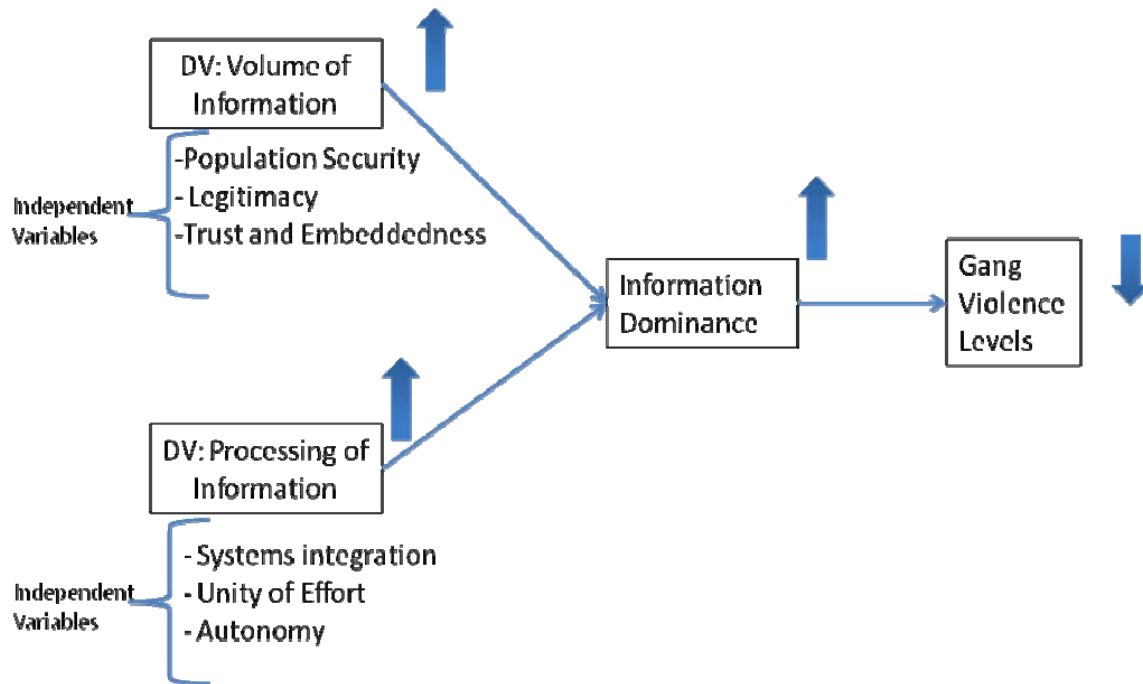 DV: Volume of
Information
-Population Security
- Legitimacy
-Trust and Embeddedness
Independent
Variables
Information
Dominance
Gang
Violence
Levels
DV: Processing of
Information
- Systems integration
- Unity of Effort
- Autonomy
Independent
Variables